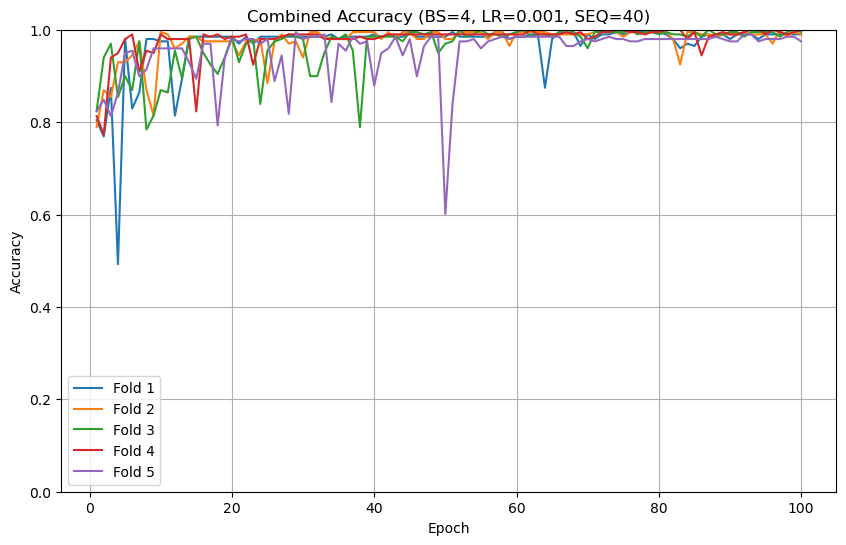 Combined Accuracy (BS=4, LR=0.001, SEQ=40)
1.0
0.8
0.6
0.4
0.2
0.0
Accuracy
Fold 1
Fold 2
Fold 3
Fold 4
Fold 5
0 20 40 60 80 100
Epoch